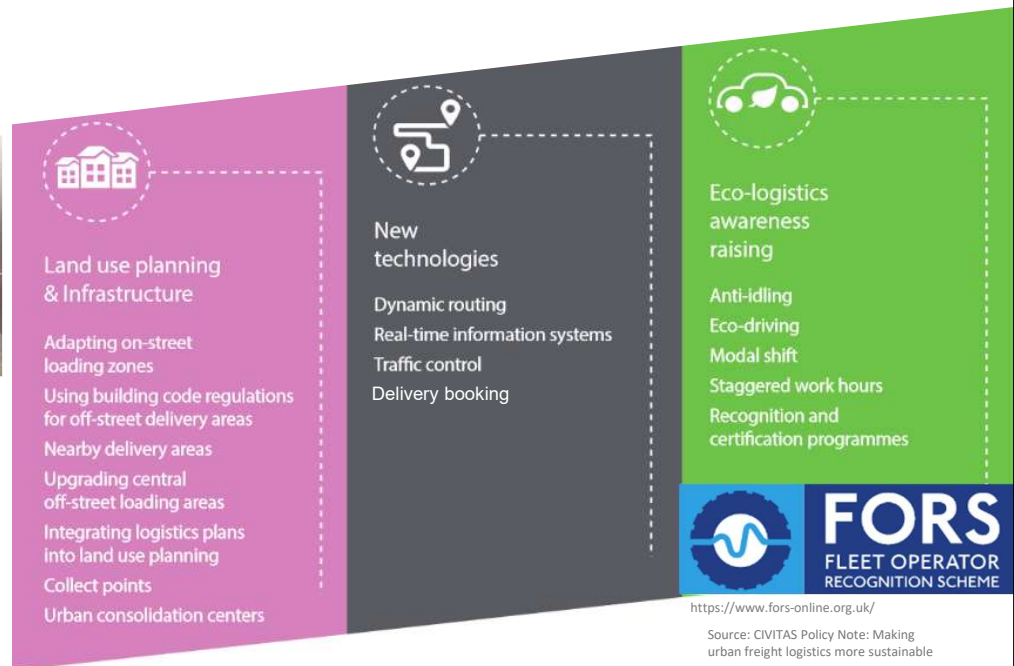 Land use planning
& Infrastructure
Adapting on-street
loading zones
Using building code regulations
for off-street delivery areas
Nearby delivery areas
Upgrading central
off-street loading areas
Integrating logistics plans
into land use planning
Collect points
Urban consolidation centers
New
technologies
Dynamic routing
Real-time information systems
Traffic control
Delivery booking
Eco-logistics
awareness
raising
Anti-idling
Eco-driving
Modal shift
Staggered work hours
Recognition and
certification programmes
FORS
FLEET OPERATOR
RECOGNITION SCHEME
https://www.fors-online.org.uk/
Source: CIVITAS Policy Note: Making
urban freight logistics more sustainable